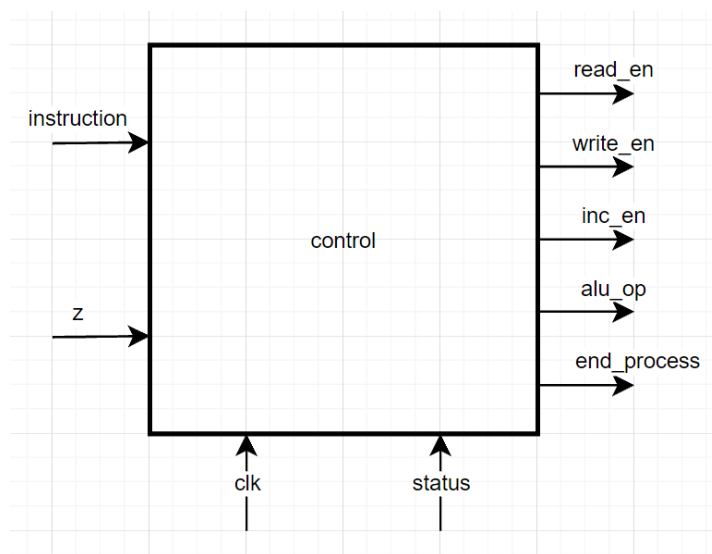 read_en
instruction
write_en
inc_en
control
alu_op
z
end_process
clk
status